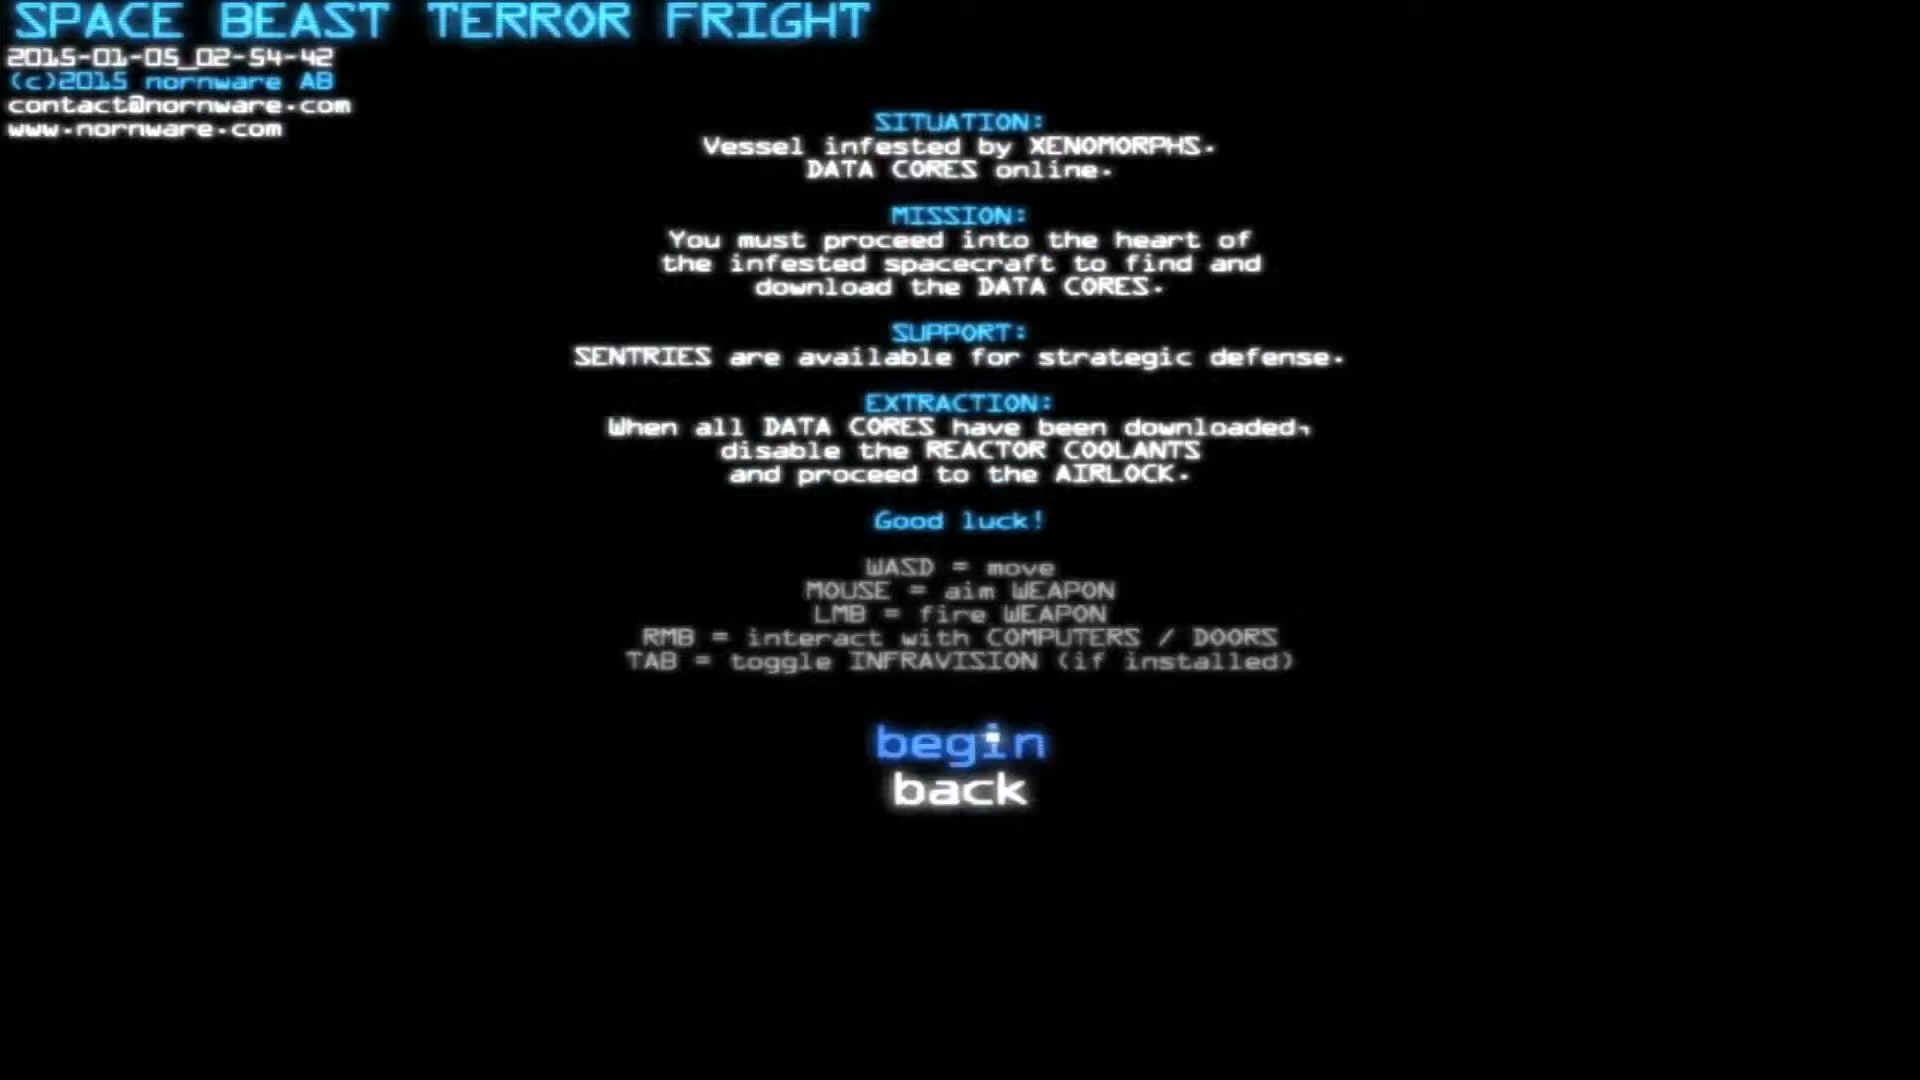 SPACE BEAST TERROR FRIGHT
2015-01-05_02-54-42
(c)2015 nornware AB
contact@nornware.com
www.nornware.com
SITUATION:
Vessel infested by XENOMORPHS.
DATA CORES online.
MISSION:
You must proceed into the heart of
the infested spacecraft to find and
download the DATA CORES.
SUPPORT:
SENTRIES are available for strategic defense.
EXTRACTION:
When all DATA CORES have been downloaded,
disable the REACTOR COOLANTS
and proceed to the AIRLOCK.
Good luck!
WASD = move
MOUSE = aim WEAPON
LMB = fire WEAPON
RMB = interact with COMPUTERS / DOORS
TAB = toggle INFRAVISION (if installed)
begin
back